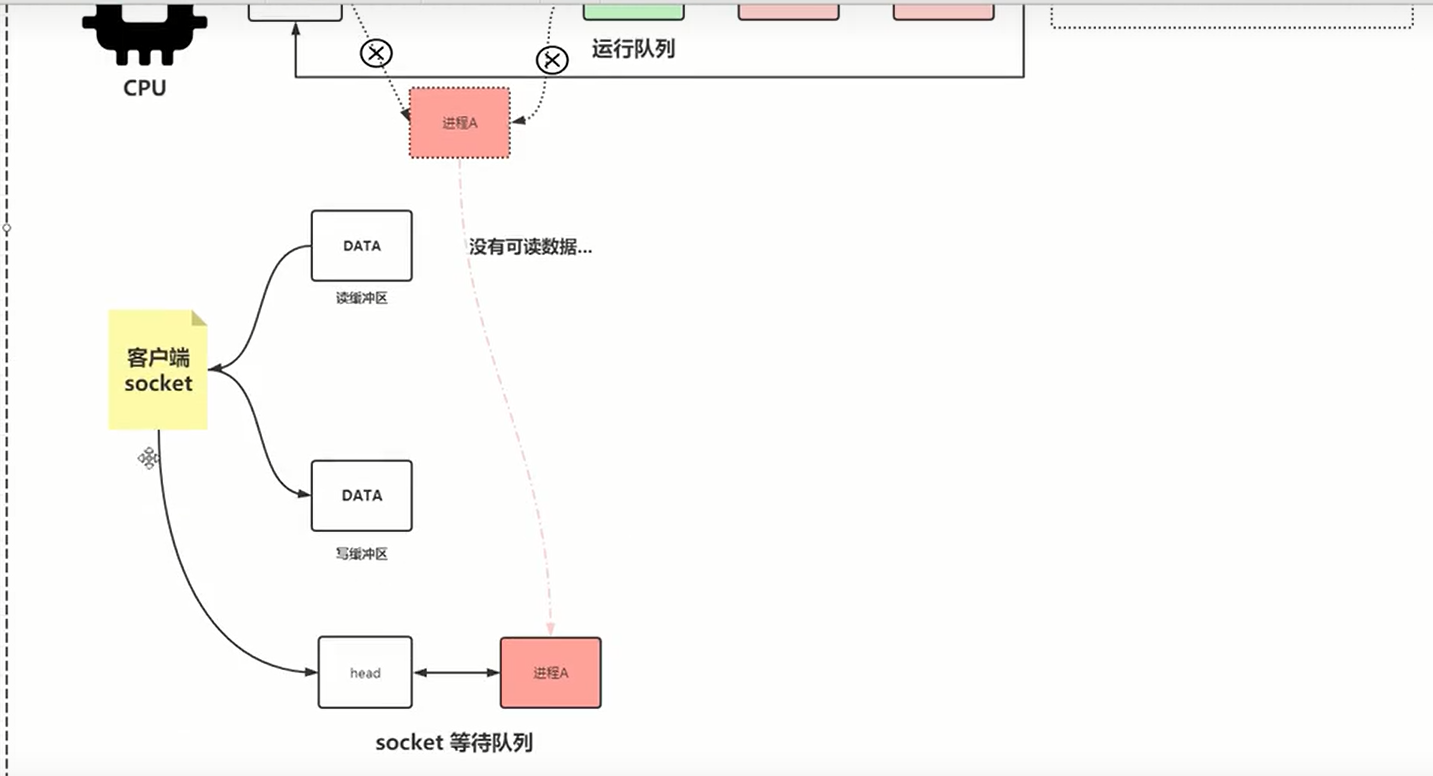 运行队列
CPU
进程A
DATA
没有可读数据...
读缓冲区
客户端
socket
DATA
写缓冲区
head
进程A
socket 等待队列